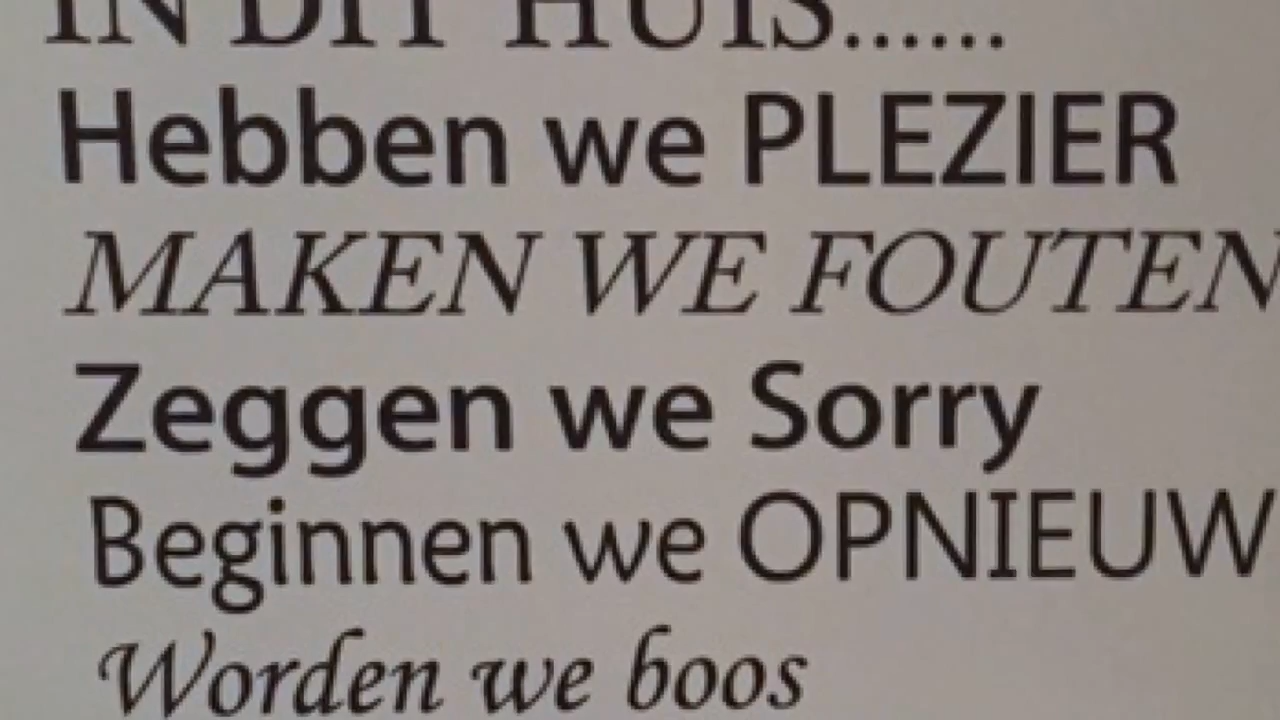 IN DIT HUIS......
Hebben we PLEZIER
MAKEN WE FOUTEN
Zeggen we Sorry
Beginnen we OPNIEUW
Worden we boos